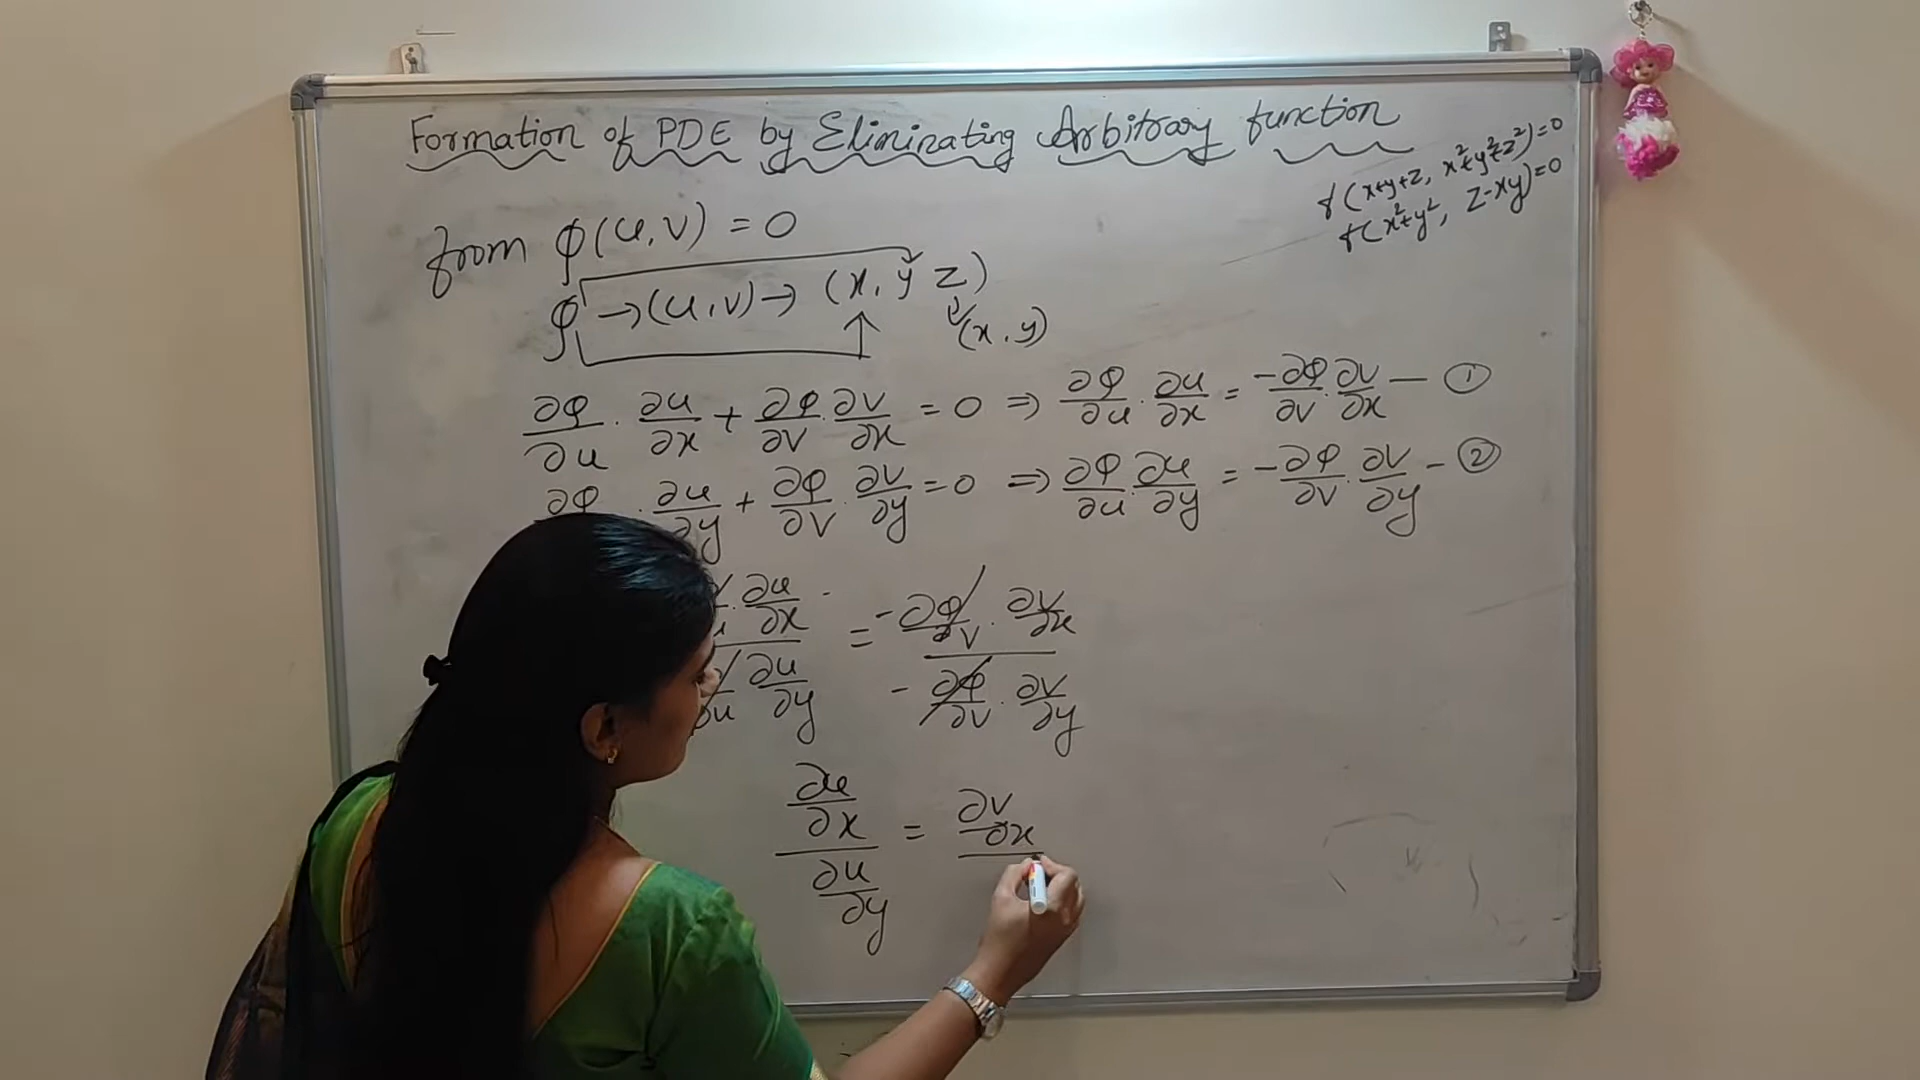 Formation of PDE by Eliminating Arbitrary function
f(x+y+z, x²+y²+z²)=0
f(x²+y², z-xy)=0
from φ(u,v) = 0
φ →(u,v)→ (x, y z)
(x, y)
∂φ/∂u · ∂u/∂x + ∂φ/∂v · ∂v/∂x = 0 ⇒ ∂φ/∂u · ∂u/∂x = -∂φ/∂v · ∂v/∂x — ①
∂φ · ∂u/∂y + ∂φ/∂v · ∂v/∂y = 0 ⇒ ∂φ/∂u · ∂u/∂y = -∂φ/∂v · ∂v/∂y - ②
· ∂u/∂x = -∂φ/∂v · ∂v/∂x
∂u ∂u/∂y - ∂φ/∂v · ∂v/∂y
∂u/∂x = ∂v/∂x
∂u/∂y